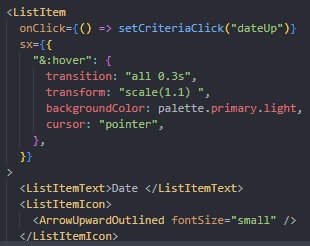 <ListItem
onClick={() => setCriteriaClick("dateUp")}
sx={{
"&:hover": {
transition: "all 0.3s",
transform: "scale(1.1) ",
backgroundColor: palette.primary.light,
cursor: "pointer",
},
}}
>
<ListItemText>Date </ListItemText>
<ListItemIcon>
<ArrowUpwardOutlined fontSize="small" />
</ListItemIcon>